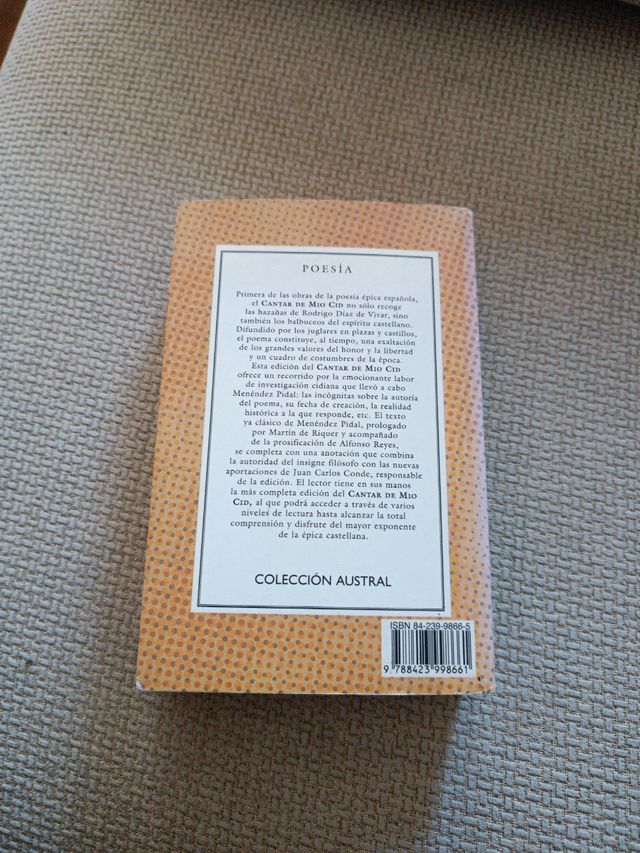 POESÍA
Primera de las obras de la poesía épica española,
el CANTAR DE MIO CID no sólo recoge
las hazañas de Rodrigo Díaz de Vivar, sino
también los balbuceos del espíritu castellano.
Difundido por los juglares en plazas y castillos,
el poema constituye, al tiempo, una exaltación
de los grandes valores del honor y la libertad
y un cuadro de costumbres de la época.
Esta edición del CANTAR DE MIO CID
ofrece un recorrido por la emocionante labor
de investigación cidiana que llevó a cabo
Menéndez Pidal: las incógnitas sobre la autoría
del poema, su fecha de creación, la realidad
histórica a la que responde, etc. El texto
ya clásico de Menéndez Pidal, prologado
por Martín de Riquer y acompañado
de la prosificación de Alfonso Reyes,
se completa con una anotación que combina
la autoridad del insigne filósofo con las nuevas
aportaciones de Juan Carlos Conde, responsable
de la edición. El lector tiene en sus manos
la más completa edición del CANTAR DE MIO
CID, al que podrá acceder a través de varios
niveles de lectura hasta alcanzar la total
comprensión y disfrute del mayor exponente
de la épica castellana.
COLECCIÓN AUSTRAL
ISBN 84-239-9866-5
9 788423 998661